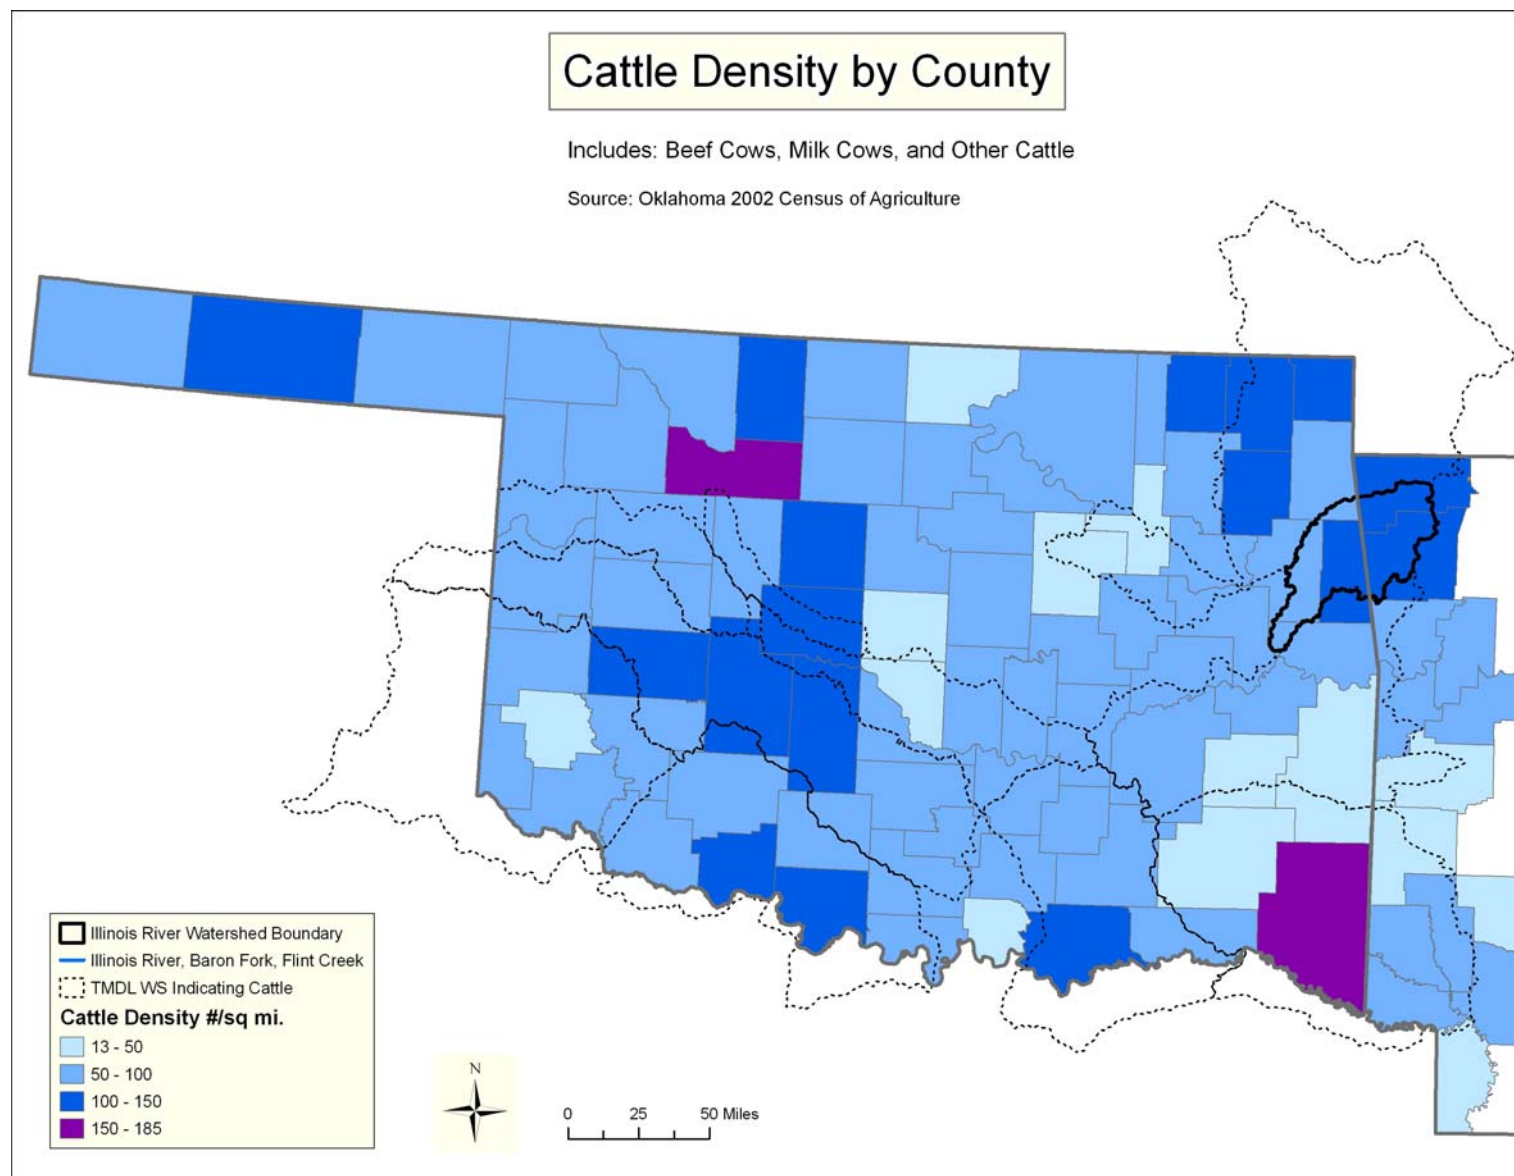 Cattle Density by County
Includes: Beef Cows, Milk Cows, and Other Cattle
Source: Oklahoma 2002 Census of Agriculture
Illinois River Watershed Boundary
Illinois River, Baron Fork, Flint Creek
TMDL WS Indicating Cattle
Cattle Density #/sq mi.
13 - 50
50 - 100
100 - 150
150 - 185
N
0 25 50 Miles